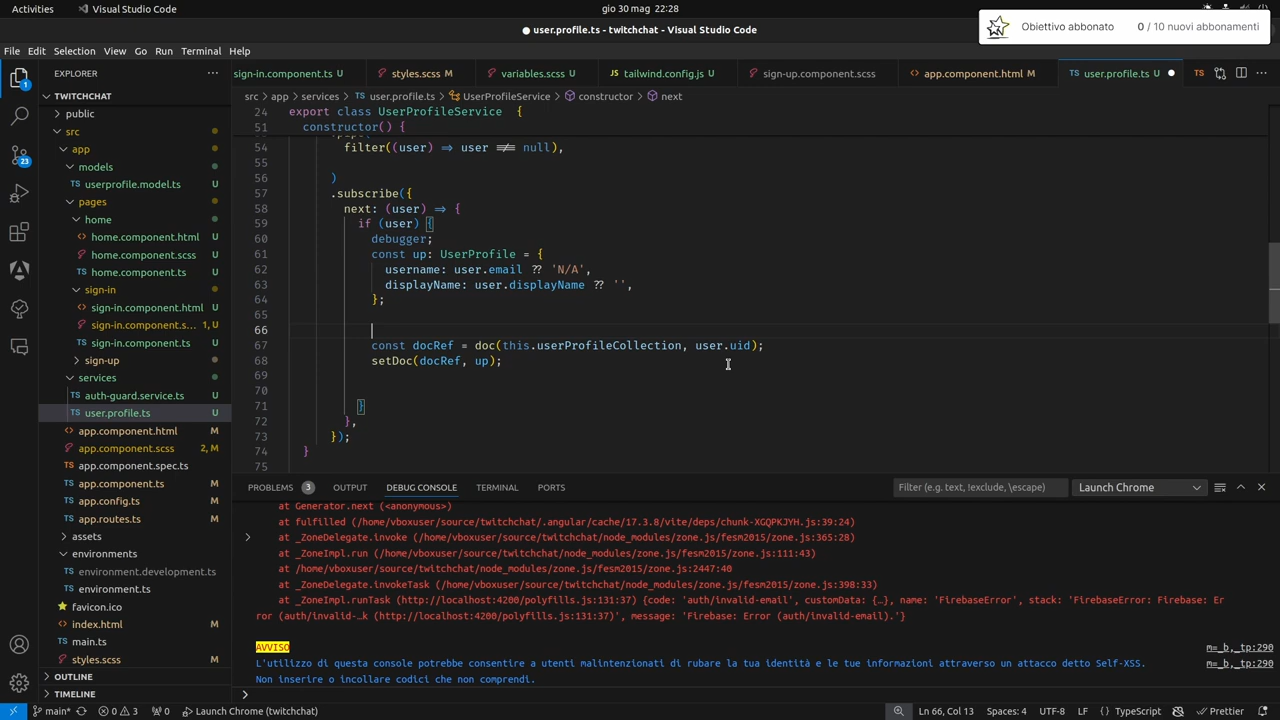 Activities
Visual Studio Code
gio 30 mag 22:28
Obiettivo abbonato 0 / 10 nuovi abbonamenti
● user.profile.ts - twitchchat - Visual Studio Code
File Edit Selection View Go Run Terminal Help
EXPLORER ···
sign-in.component.ts U
styles.scss M
variables.scss U
tailwind.config.js U
sign-up.component.scss
app.component.html M
user.profile.ts U ●
TS
TWITCHCHAT
public
src
app
models
userprofile.model.ts U
pages
home
home.component.html U
home.component.scss U
home.component.ts U
sign-in
sign-in.component.html U
sign-in.component.s... 1, U
sign-in.component.ts U
sign-up
services
auth-guard.service.ts U
user.profile.ts U
app.component.html M
app.component.scss 2, M
app.component.spec.ts
app.component.ts M
app.config.ts M
app.routes.ts M
assets
environments
environment.development.ts
environment.ts U
favicon.ico
index.html M
main.ts
styles.scss M
OUTLINE
TIMELINE
1
23
src > app > services > TS user.profile.ts > UserProfileService > constructor > next
24 export class UserProfileService {
51 constructor() {
54 filter((user) => user !== null),
55
56 )
57 .subscribe({
58 next: (user) => {
59 if (user) {
60 debugger;
61 const up: UserProfile = {
62 username: user.email ?? 'N/A',
63 displayName: user.displayName ?? '',
64 };
65
66
67 const docRef = doc(this.userProfileCollection, user.uid);
68 setDoc(docRef, up);
69
70
71 }
72 },
73 });
74 }
75
PROBLEMS 3 OUTPUT DEBUG CONSOLE TERMINAL PORTS
Filter (e.g. text, !exclude, \escape)
Launch Chrome
at Generator.next (<anonymous>)
at fulfilled (/home/vboxuser/source/twitchchat/.angular/cache/17.3.8/vite/deps/chunk-XGQPKJYH.js:39:24)
at _ZoneDelegate.invoke (/home/vboxuser/source/twitchchat/node_modules/zone.js/fesm2015/zone.js:365:28)
at _ZoneImpl.run (/home/vboxuser/source/twitchchat/node_modules/zone.js/fesm2015/zone.js:111:43)
at /home/vboxuser/source/twitchchat/node_modules/zone.js/fesm2015/zone.js:2447:40
at _ZoneDelegate.invokeTask (/home/vboxuser/source/twitchchat/node_modules/zone.js/fesm2015/zone.js:398:33)
at _ZoneImpl.runTask (http://localhost:4200/polyfills.js:131:37) {code: 'auth/invalid-email', customData: {…}, name: 'FirebaseError', stack: 'FirebaseError: Firebase: Er
ror (auth/invalid-…k (http://localhost:4200/polyfills.js:131:37)', message: 'Firebase: Error (auth/invalid-email).'}
AVVISO m=_b,_tp:290
L'utilizzo di questa console potrebbe consentire a utenti malintenzionati di rubare la tua identità e le tue informazioni attraverso un attacco detto Self-XSS. m=_b,_tp:290
Non inserire o incollare codici che non comprendi.
main* 0 3 0 Launch Chrome (twitchchat)
Ln 66, Col 13 Spaces: 4 UTF-8 LF {} TypeScript Prettier